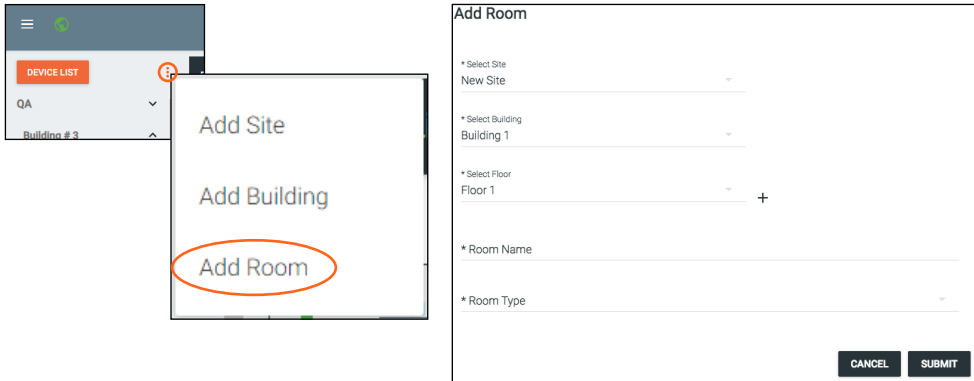 DEVICE LIST
QA
Building # 3
Add Site
Add Building
Add Room
Add Room
* Select Site
New Site
* Select Building
Building 1
* Select Floor
Floor 1
+
* Room Name
* Room Type
CANCEL
SUBMIT